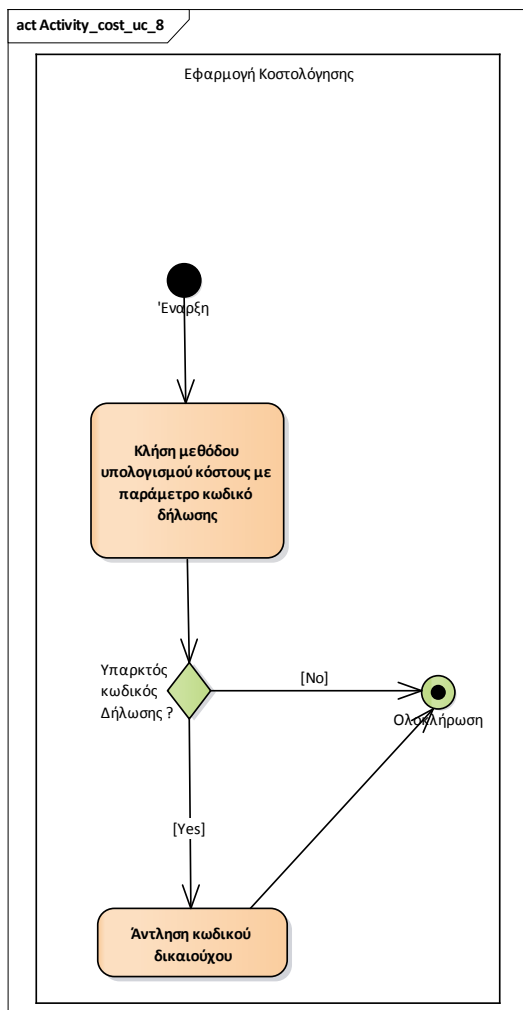 act Activity_cost_uc_8
Εφαρμογή Κοστολόγησης
Έναρξη
Κλήση μεθόδου
υπολογισμού κόστους με
παράμετρο κωδικό
δήλωσης
Υπαρκτός
κωδικός
Δήλωσης ?
[No]
Ολοκλήρωση
[Yes]
Άντληση κωδικού
δικαιούχου